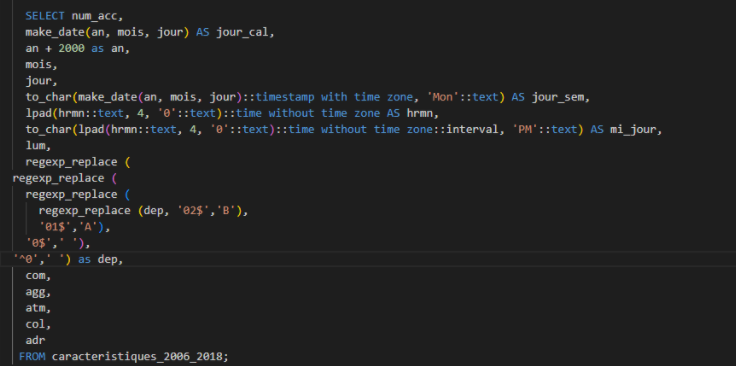 SELECT num_acc,
make_date(an, mois, jour) AS jour_cal,
an + 2000 as an,
mois,
jour,
to_char(make_date(an, mois, jour)::timestamp with time zone, 'Mon'::text) AS jour_sem,
lpad(hrmn::text, 4, '0'::text)::time without time zone AS hrmn,
to_char(lpad(hrmn::text, 4, '0'::text)::time without time zone::interval, 'PM'::text) AS mi_jour,
lum,
regexp_replace (
regexp_replace (
regexp_replace (
regexp_replace (dep, '02$','B'),
'01$','A'),
'0$',' '),
'^0',' ') as dep,
com,
agg,
atm,
col,
adr
FROM caracteristiques_2006_2018;